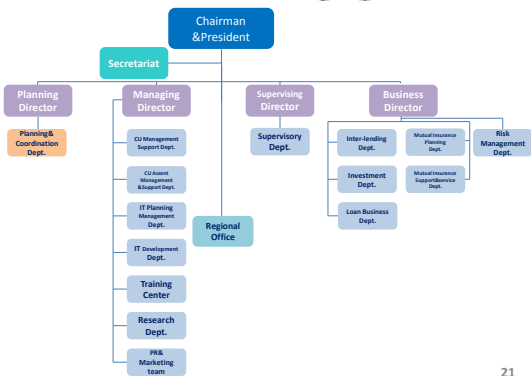 Chairman
&President
Secretariat
Planning
Director
Managing
Director
Supervising
Director
Business
Director
Planning&
Coordination
Dept.
CU Management
Support Dept.
CU Assent
Management
&Support Dept.
IT Planning
Management
Dept.
IT Development
Dept.
Training
Center
Research
Dept.
PR&
Marketing
team
Regional
Office
Supervisory
Dept.
Inter-lending
Dept.
Investment
Dept.
Loan Business
Dept.
Mutual Insurance
Planning
Dept.
Mutual Insurance
Support&service
Dept.
Risk
Management
Dept.
21